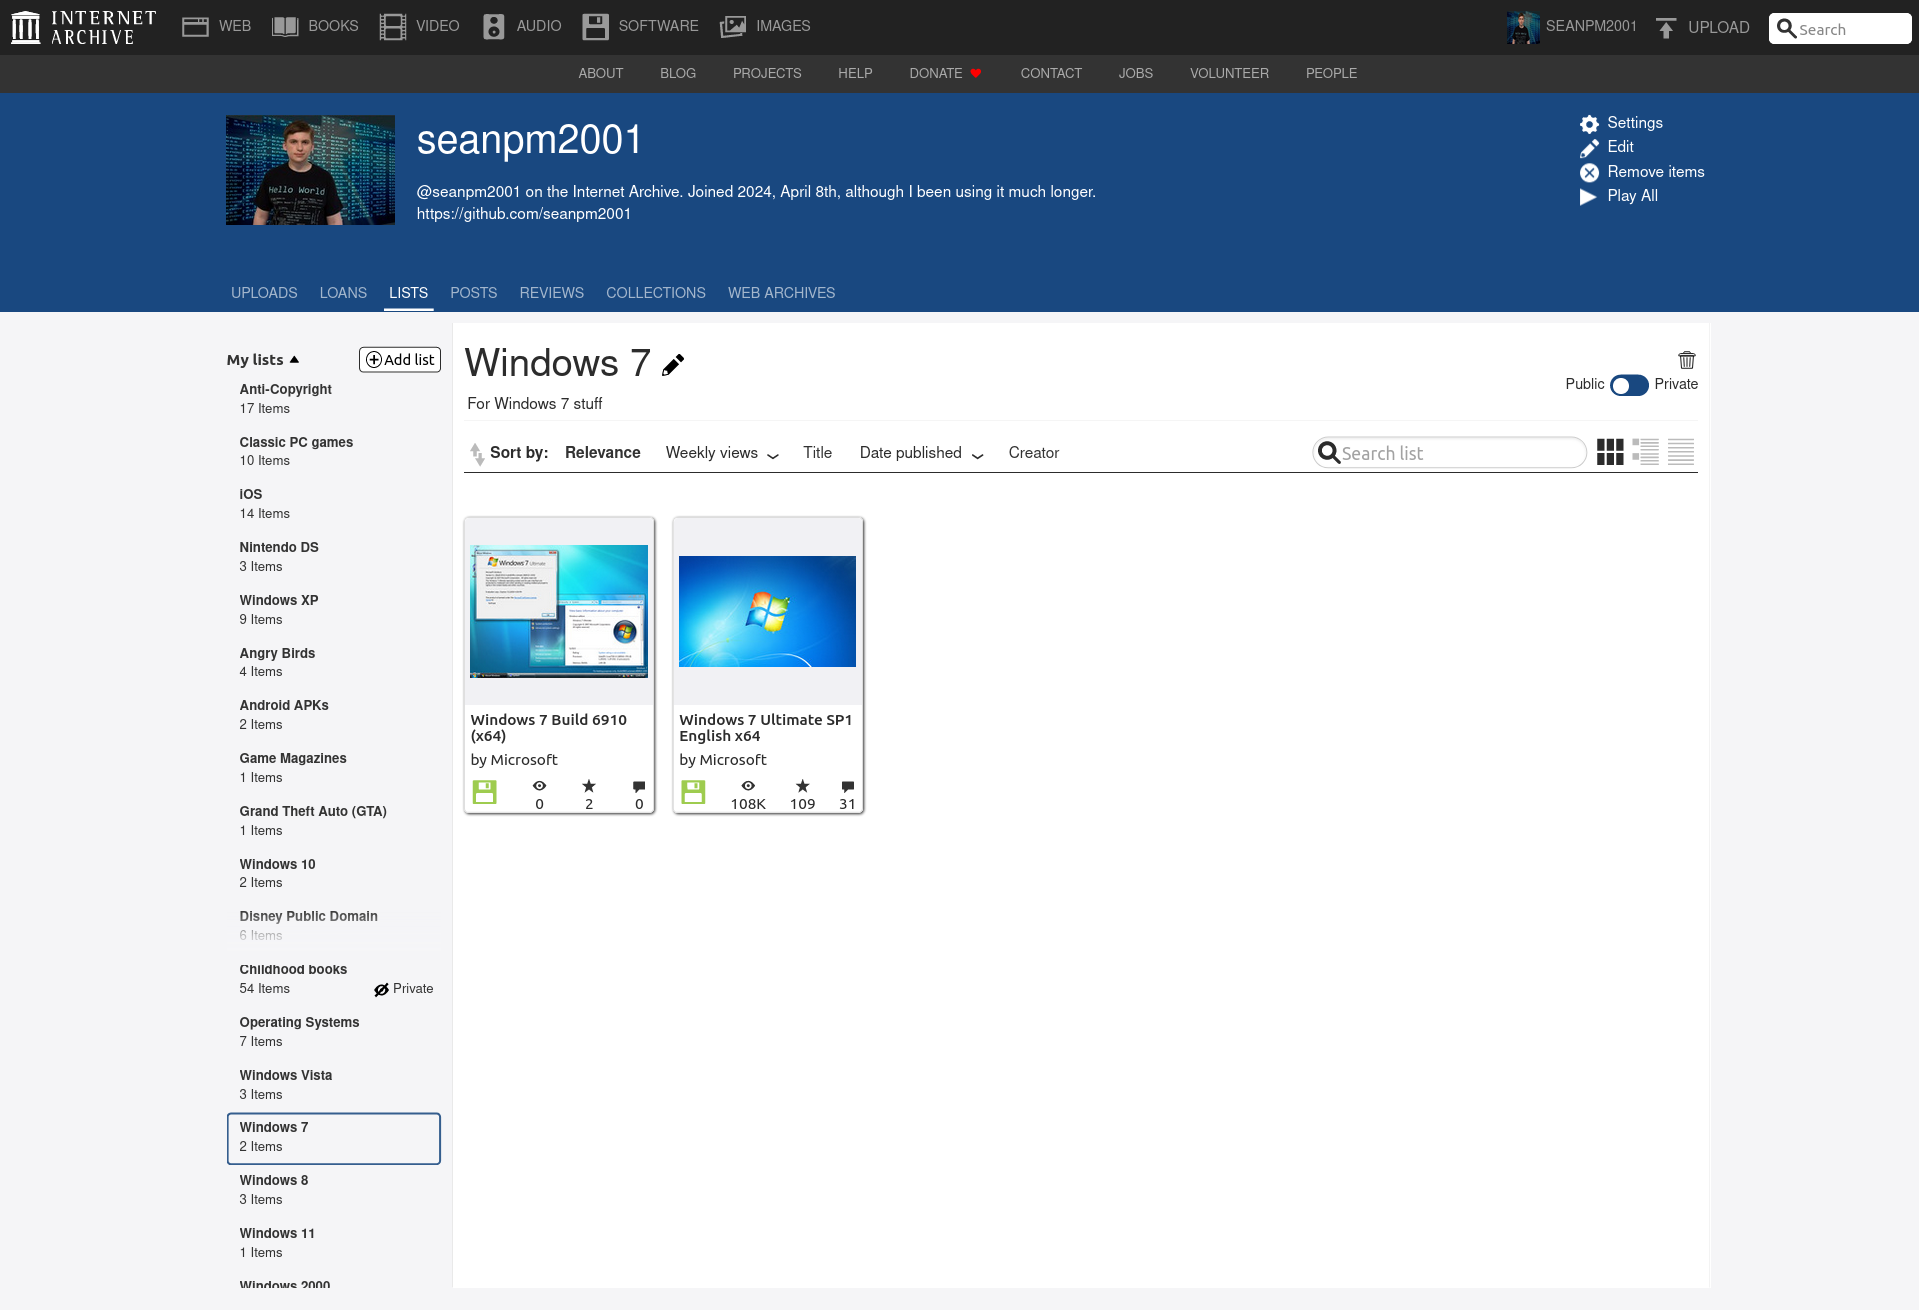 INTERNET ARCHIVE
WEB BOOKS VIDEO AUDIO SOFTWARE IMAGES
SEANPM2001 UPLOAD Search
ABOUT BLOG PROJECTS HELP DONATE CONTACT JOBS VOLUNTEER PEOPLE
Hello World
seanpm2001
@seanpm2001 on the Internet Archive. Joined 2024, April 8th, although I been using it much longer.
https://github.com/seanpm2001
Settings
Edit
Remove items
Play All
UPLOADS LOANS LISTS POSTS REVIEWS COLLECTIONS WEB ARCHIVES
My lists Add list
Anti-Copyright
17 Items
Classic PC games
10 Items
iOS
14 Items
Nintendo DS
3 Items
Windows XP
9 Items
Angry Birds
4 Items
Android APKs
2 Items
Game Magazines
1 Items
Grand Theft Auto (GTA)
1 Items
Windows 10
2 Items
Disney Public Domain
6 Items
Childhood books
54 Items Private
Operating Systems
7 Items
Windows Vista
3 Items
Windows 7
2 Items
Windows 8
3 Items
Windows 11
1 Items
Windows 2000
Windows 7
Public Private
For Windows 7 stuff
Sort by: Relevance Weekly views Title Date published Creator
Search list
Windows 7 Ultimate
Windows 7 Build 6910
(x64)
by Microsoft
0 2 0
Windows 7 Ultimate SP1
English x64
by Microsoft
108K 109 31